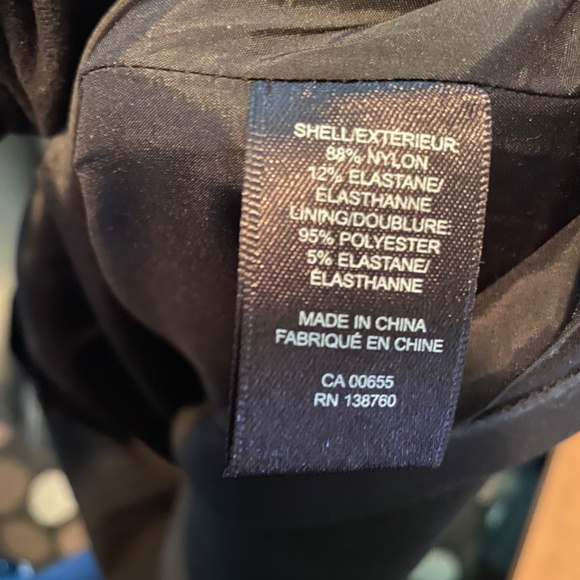 SHELL/EXTÉRIEUR:
88% NYLON
12% ELASTANE/
ÉLASTHANNE
LINING/DOUBLURE:
95% POLYESTER
5% ELASTANE/
ÉLASTHANNE
MADE IN CHINA
FABRIQUÉ EN CHINE
CA 00655
RN 138760